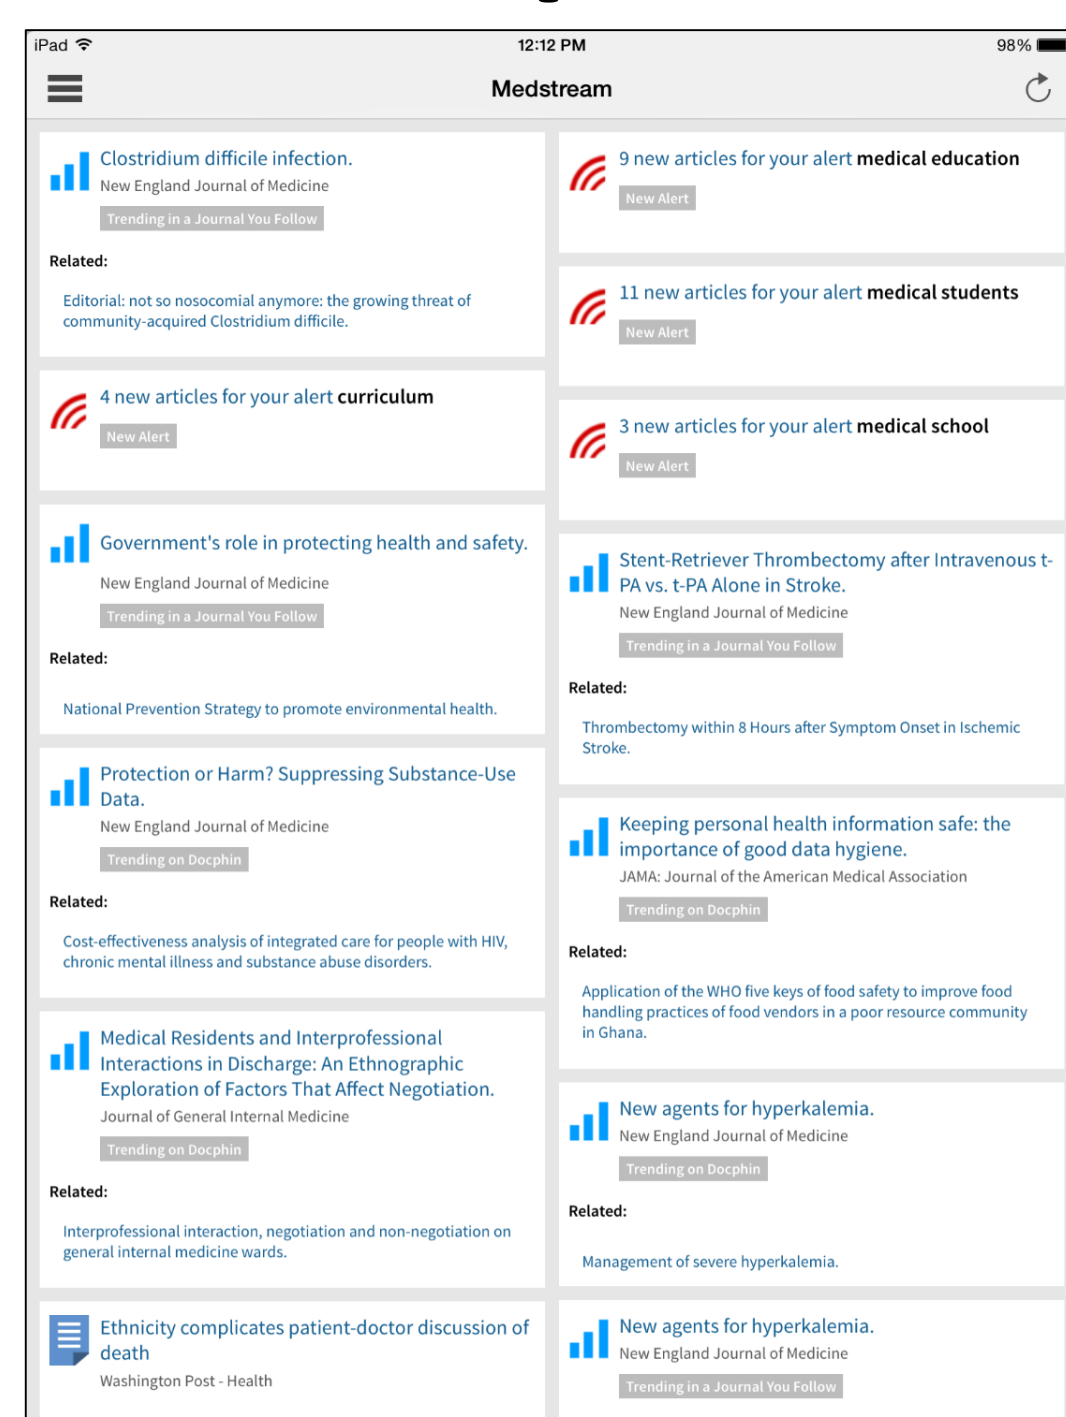 iPad
12:12 PM
98%
Medstream
Clostridium difficile infection.
New England Journal of Medicine
Trending in a Journal You Follow
Related:
Editorial: not so nosocomial anymore: the growing threat of
community-acquired Clostridium difficile.
4 new articles for your alert curriculum
New Alert
Government's role in protecting health and safety.
New England Journal of Medicine
Trending in a Journal You Follow
Related:
National Prevention Strategy to promote environmental health.
Protection or Harm? Suppressing Substance-Use
Data.
New England Journal of Medicine
Trending on Docphin
Related:
Cost-effectiveness analysis of integrated care for people with HIV,
chronic mental illness and substance abuse disorders.
Medical Residents and Interprofessional
Interactions in Discharge: An Ethnographic
Exploration of Factors That Affect Negotiation.
Journal of General Internal Medicine
Trending on Docphin
Related:
Interprofessional interaction, negotiation and non-negotiation on
general internal medicine wards.
Ethnicity complicates patient-doctor discussion of
death
Washington Post - Health
9 new articles for your alert medical education
New Alert
11 new articles for your alert medical students
New Alert
3 new articles for your alert medical school
New Alert
Stent-Retriever Thrombectomy after Intravenous t-
PA vs. t-PA Alone in Stroke.
New England Journal of Medicine
Trending in a Journal You Follow
Related:
Thrombectomy within 8 Hours after Symptom Onset in Ischemic
Stroke.
Keeping personal health information safe: the
importance of good data hygiene.
JAMA: Journal of the American Medical Association
Trending on Docphin
Related:
Application of the WHO five keys of food safety to improve food
handling practices of food vendors in a poor resource community
in Ghana.
New agents for hyperkalemia.
New England Journal of Medicine
Trending on Docphin
Related:
Management of severe hyperkalemia.
New agents for hyperkalemia.
New England Journal of Medicine
Trending in a Journal You Follow